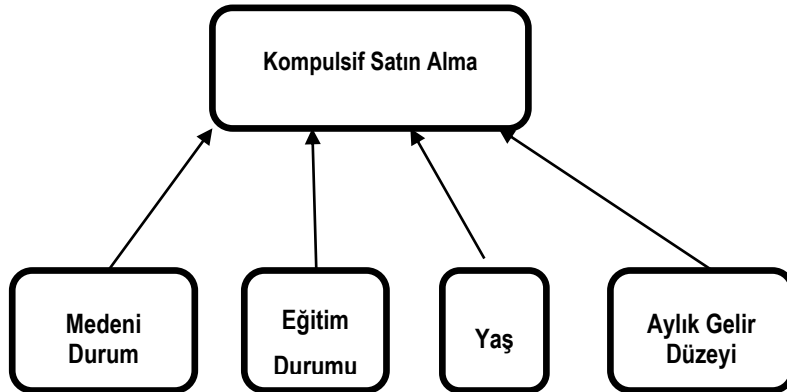 Kompulsif Satın Alma
Medeni
Durum
Eğitim
Durumu
Yaş
Aylık Gelir
Düzeyi